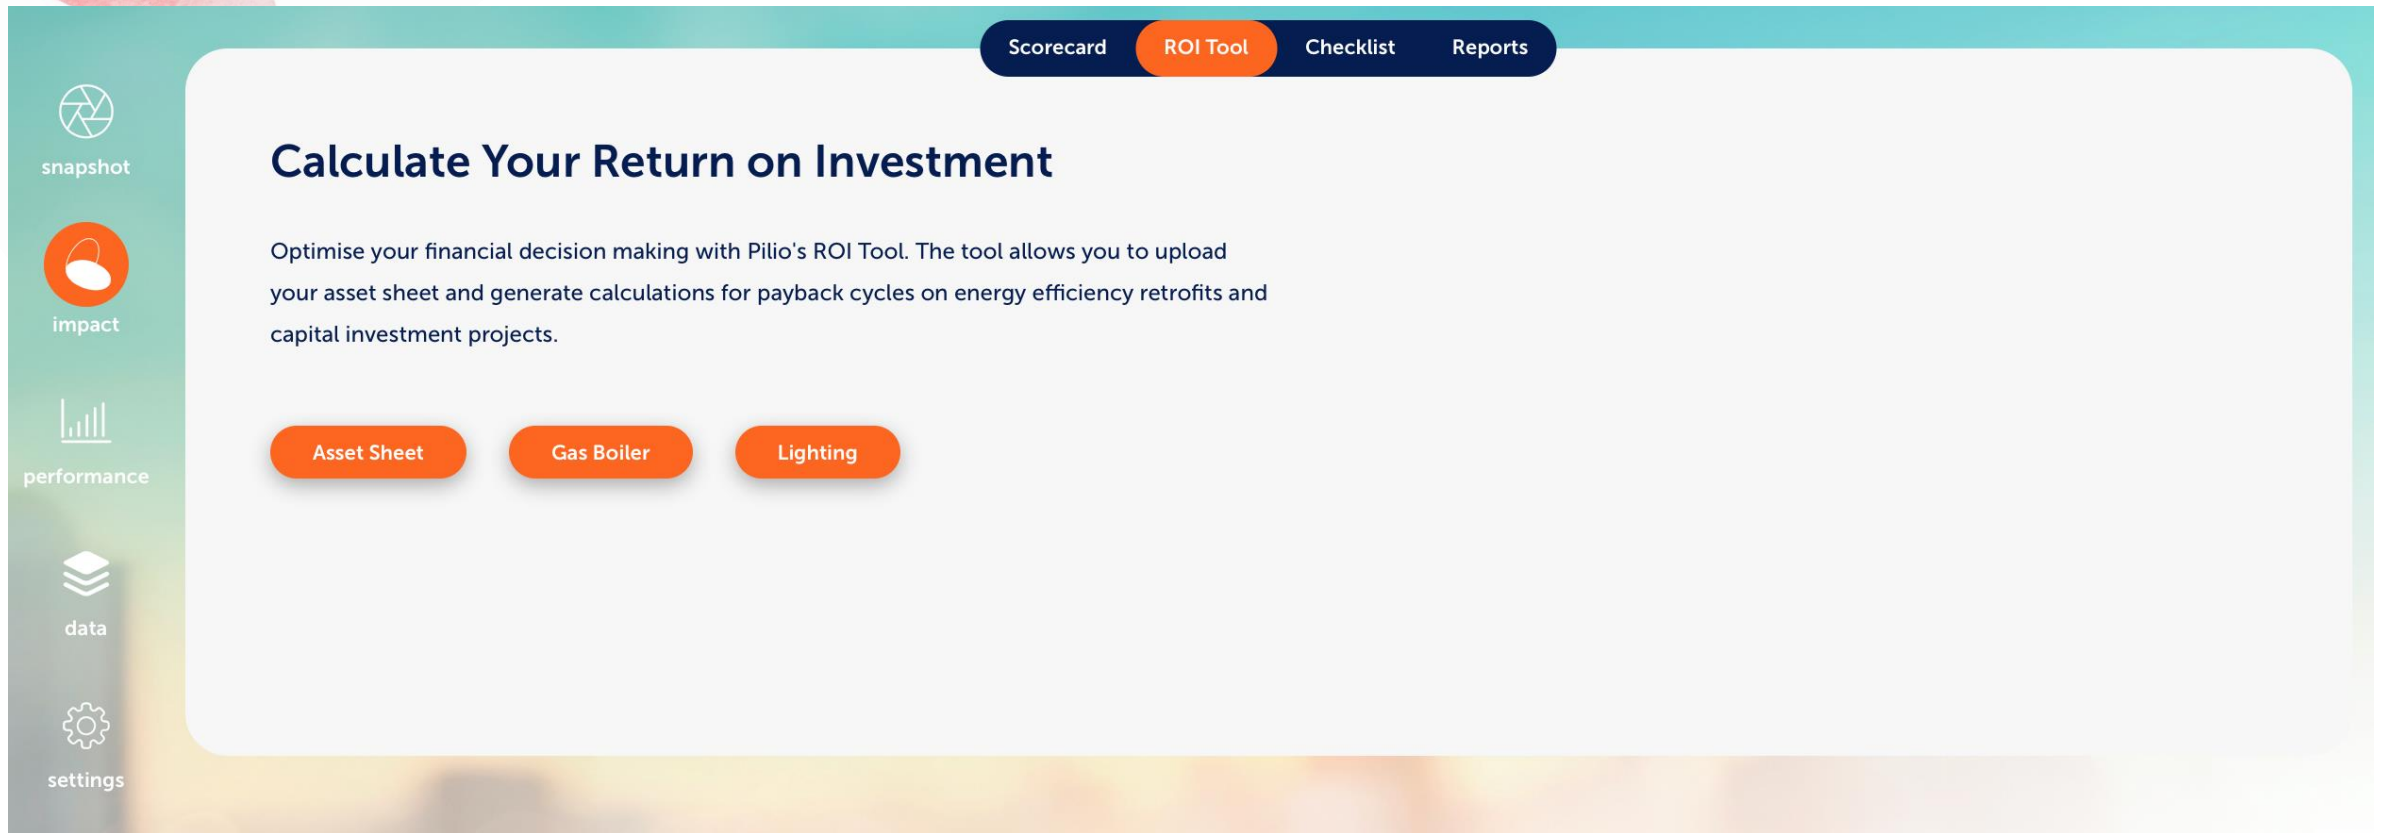 Scorecard ROI Tool Checklist Reports
snapshot
impact
performance
data
settings
Calculate Your Return on Investment
Optimise your financial decision making with Pilio's ROI Tool. The tool allows you to upload
your asset sheet and generate calculations for payback cycles on energy efficiency retrofits and
capital investment projects.
Asset Sheet Gas Boiler Lighting